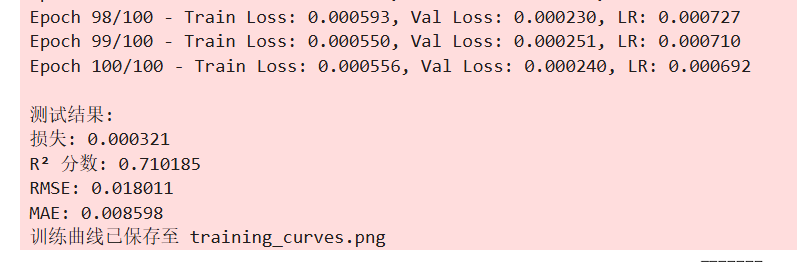 Epoch 98/100 - Train Loss: 0.000593, Val Loss: 0.000230, LR: 0.000727
Epoch 99/100 - Train Loss: 0.000550, Val Loss: 0.000251, LR: 0.000710
Epoch 100/100 - Train Loss: 0.000556, Val Loss: 0.000240, LR: 0.000692
测试结果:
损失: 0.000321
R² 分数: 0.710185
RMSE: 0.018011
MAE: 0.008598
训练曲线已保存至 training_curves.png